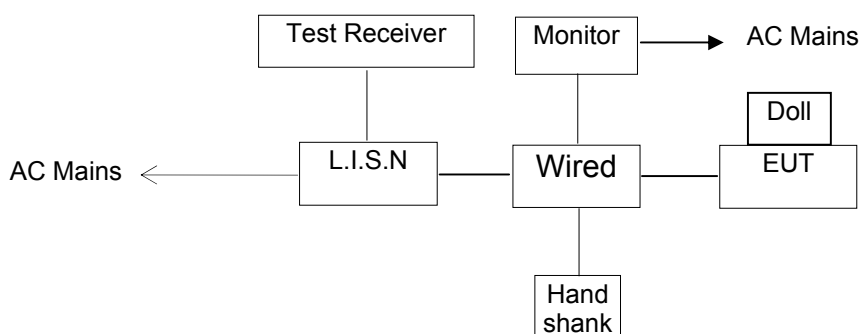 Test Receiver
Monitor
AC Mains
Doll
AC Mains
L.I.S.N
Wired
EUT
Hand
shank